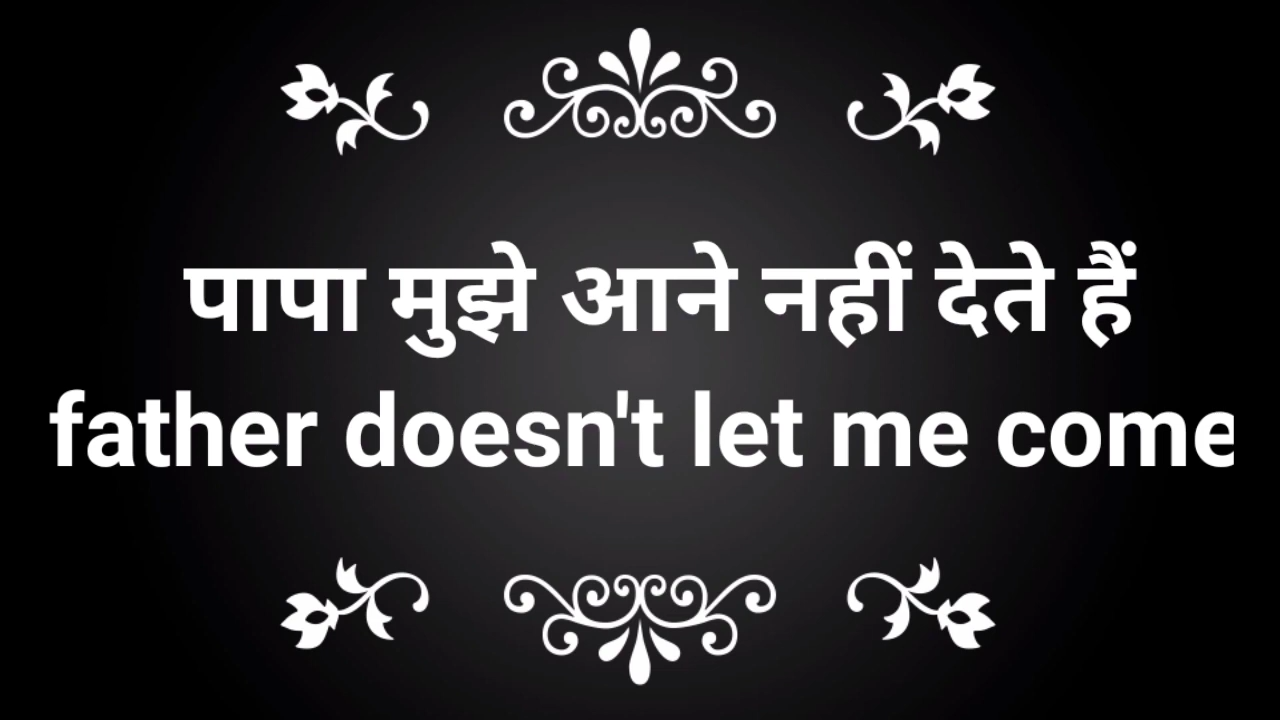 पापा मुझे आने नहीं देते हैं
father doesn't let me come